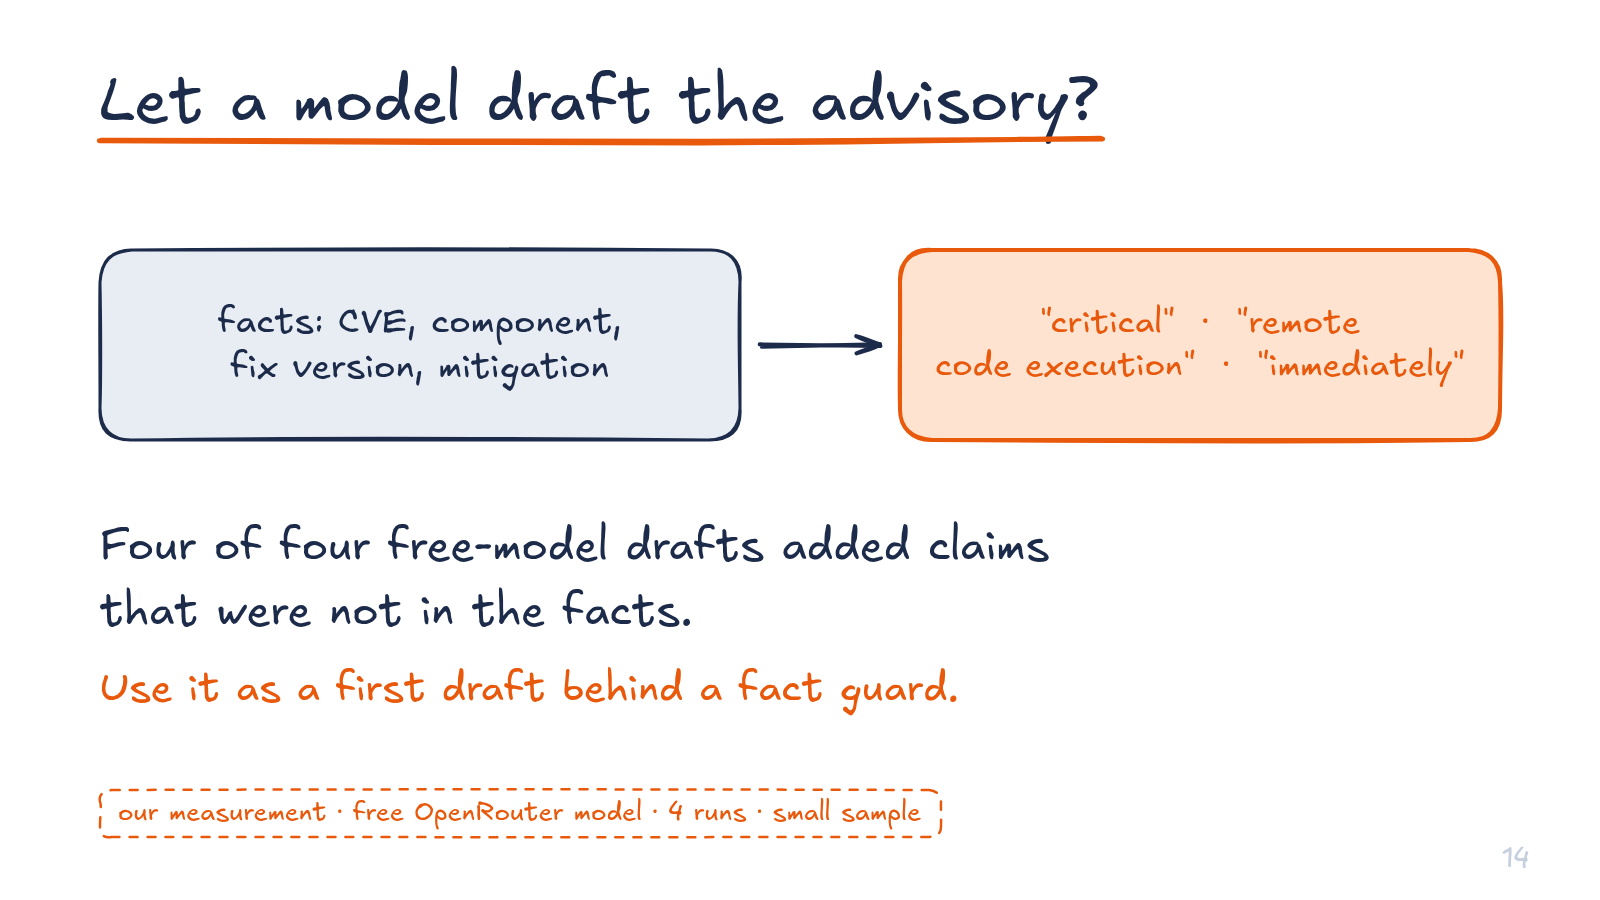 Let a model draft the advisory?
facts: CVE, component,
fix version, mitigation
"critical" · "remote
code execution" · "immediately"
Four of four free-model drafts added claims
that were not in the facts.
Use it as a first draft behind a fact guard.
our measurement · free OpenRouter model · 4 runs · small sample
14